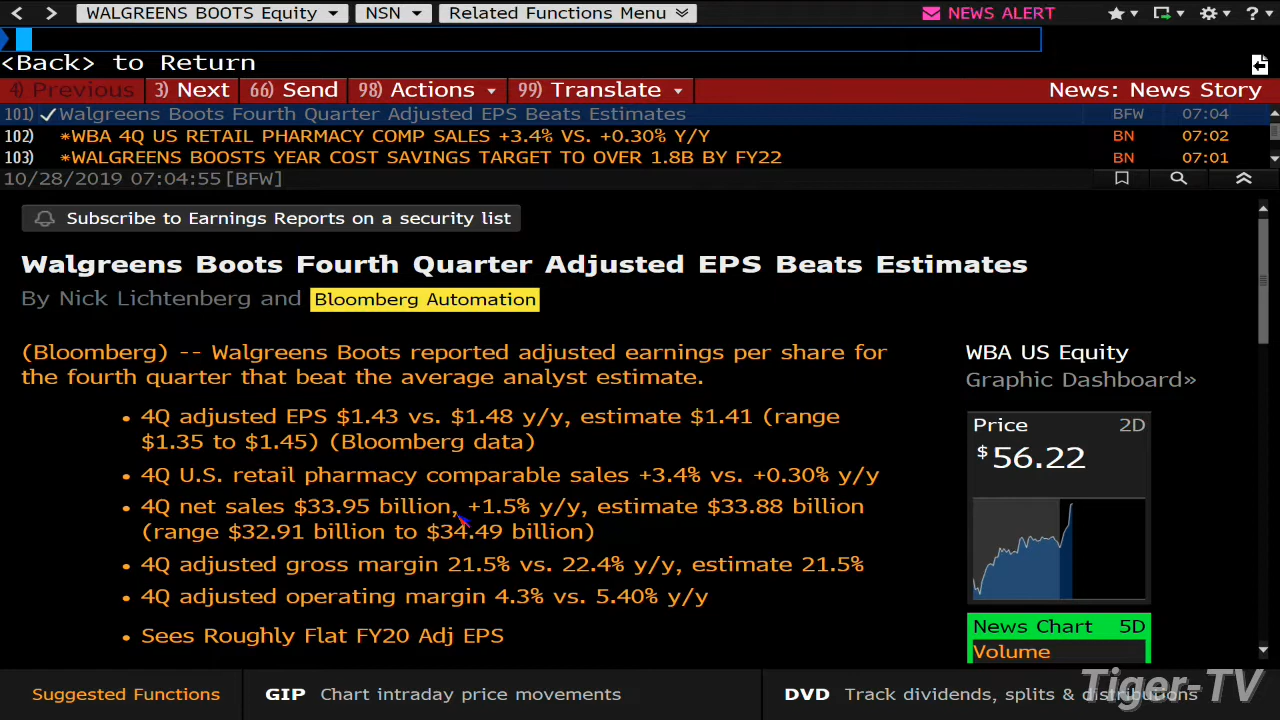 WALGREENS BOOTS Equity NSN Related Functions Menu NEWS ALERT ?
<Back> to Return
4) Previous 3) Next 66) Send 98) Actions 99) Translate News: News Story
101) Walgreens Boots Fourth Quarter Adjusted EPS Beats Estimates BFW 07:04
102) *WBA 4Q US RETAIL PHARMACY COMP SALES +3.4% VS. +0.30% Y/Y BN 07:02
103) *WALGREENS BOOSTS YEAR COST SAVINGS TARGET TO OVER 1.8B BY FY22 BN 07:01
10/28/2019 07:04:55 [BFW]
Subscribe to Earnings Reports on a security list
Walgreens Boots Fourth Quarter Adjusted EPS Beats Estimates
By Nick Lichtenberg and Bloomberg Automation
(Bloomberg) -- Walgreens Boots reported adjusted earnings per share for
the fourth quarter that beat the average analyst estimate.
• 4Q adjusted EPS $1.43 vs. $1.48 y/y, estimate $1.41 (range
$1.35 to $1.45) (Bloomberg data)
• 4Q U.S. retail pharmacy comparable sales +3.4% vs. +0.30% y/y
• 4Q net sales $33.95 billion, +1.5% y/y, estimate $33.88 billion
(range $32.91 billion to $34.49 billion)
• 4Q adjusted gross margin 21.5% vs. 22.4% y/y, estimate 21.5%
• 4Q adjusted operating margin 4.3% vs. 5.40% y/y
• Sees Roughly Flat FY20 Adj EPS
WBA US Equity
Graphic Dashboard»
Price 2D
$56.22
News Chart 5D
Volume
Suggested Functions GIP Chart intraday price movements DVD Track dividends, splits & distributions
Tiger-TV